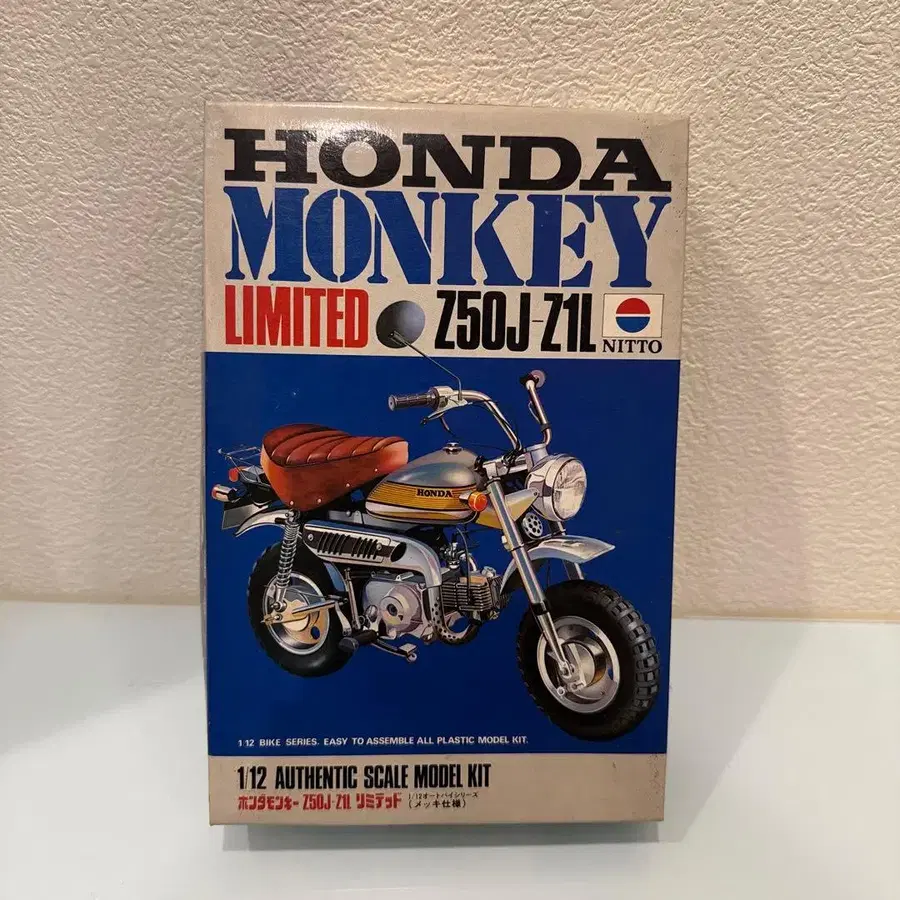 HONDA
MONKEY
LIMITED Z50J-Z1L
NITTO
HONDA
1/12 BIKE SERIES. EASY TO ASSEMBLE ALL PLASTIC MODEL KIT.
1/12 AUTHENTIC SCALE MODEL KIT
ホンダモンキー Z50J-Z1L リミテッド 1/12オートバイシリーズ
(メッキ仕様)